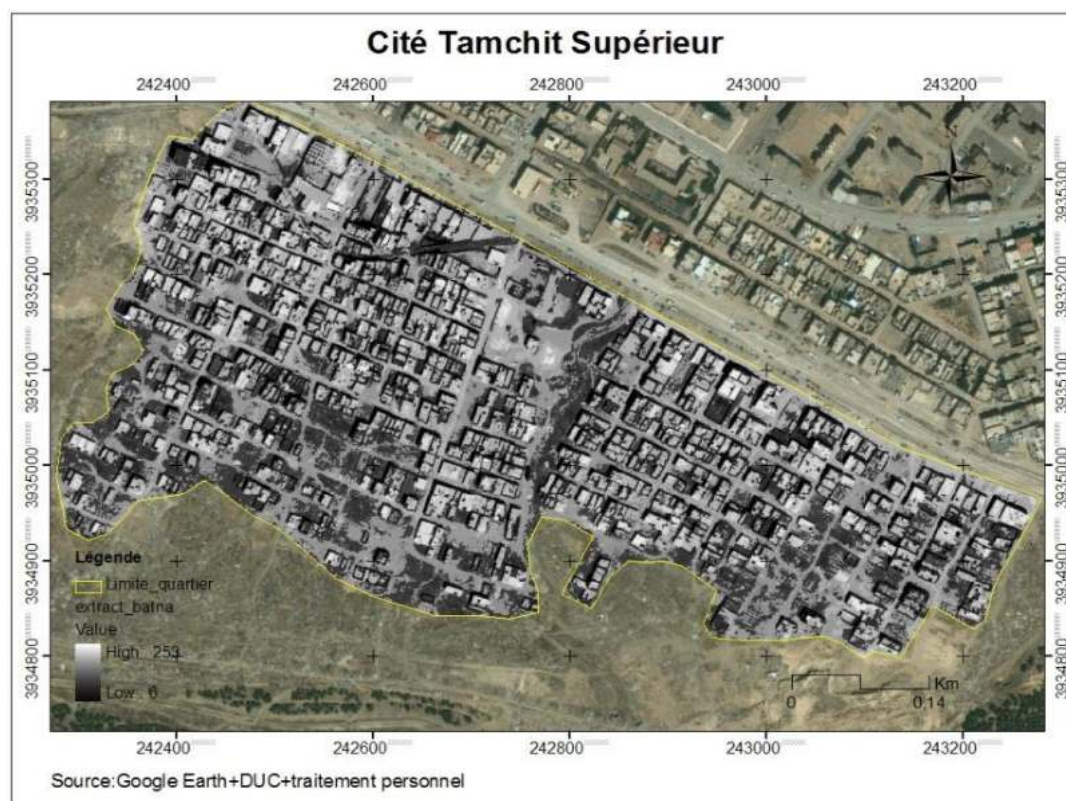 Cité Tamchit Supérieur
242400 242600 242800 243000 243200
N
3935300 3935300
3935200 3935200
3935100 3935100
3935000 3935000
3934900 3934900
3934800 3934800
Légende
Limite_quartier
extract_batna
Value
High : 253
Low : 6
Km
0 0,14
242400 242600 242800 243000 243200
Source:Google Earth+DUC+traitement personnel